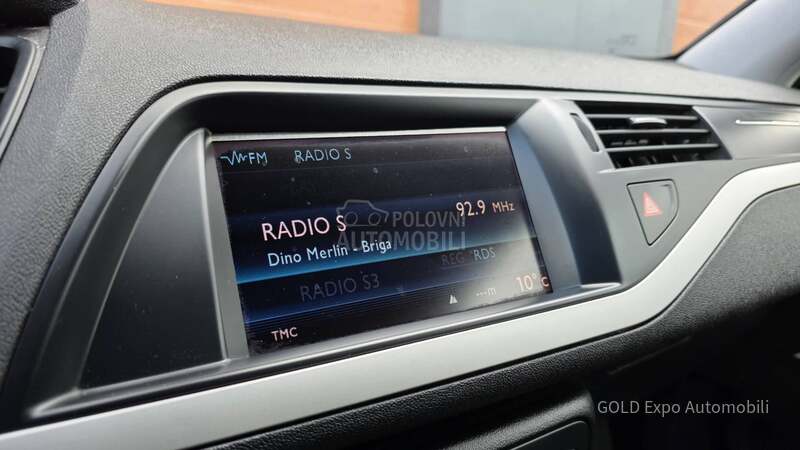 FM RADIO S
RADIO S 92.9 MHz
Dino Merlin - Briga
REG RDS
RADIO S3
---m 10°C
TMC
POLOVNI
AUTOMOBILI
GOLD Expo Automobili